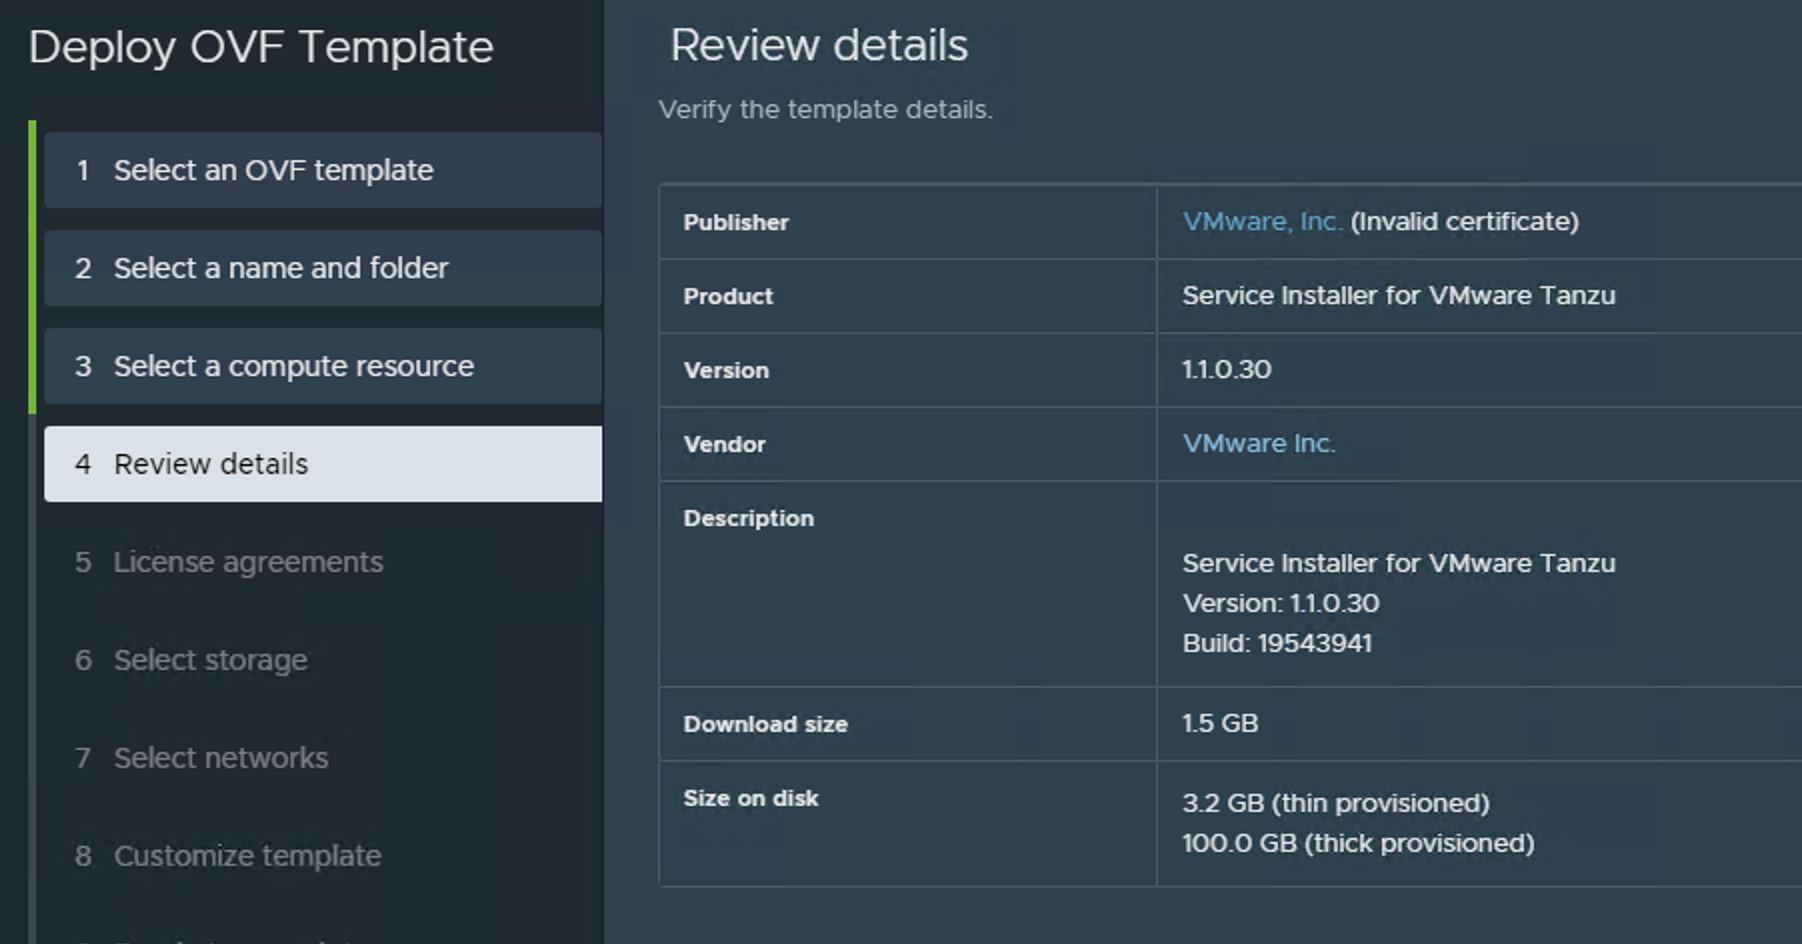 Deploy OVF Template
1 Select an OVF template
2 Select a name and folder
3 Select a compute resource
4 Review details
5 License agreements
6 Select storage
7 Select networks
8 Customize template
Review details
Verify the template details.
Publisher VMware, Inc. (Invalid certificate)
Product Service Installer for VMware Tanzu
Version 1.1.0.30
Vendor VMware Inc.
Description
Service Installer for VMware Tanzu
Version: 1.1.0.30
Build: 19543941
Download size 1.5 GB
Size on disk 3.2 GB (thin provisioned)
100.0 GB (thick provisioned)